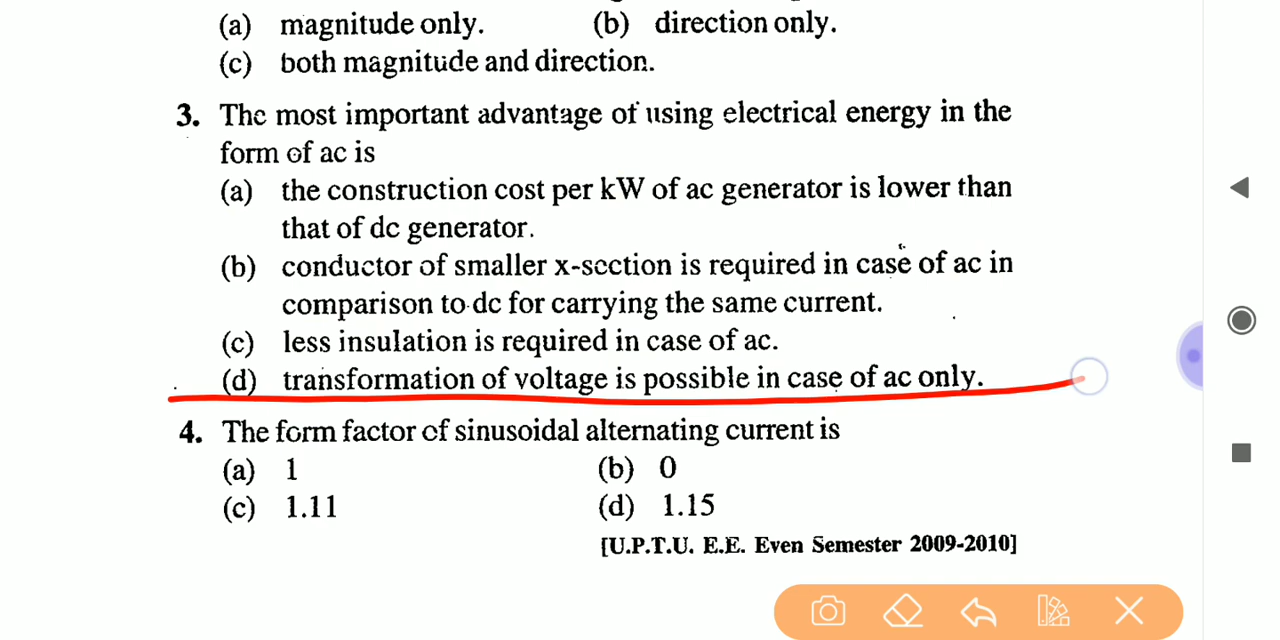 (a) magnitude only. (b) direction only.
(c) both magnitude and direction.
3. The most important advantage of using electrical energy in the
form of ac is
(a) the construction cost per kW of ac generator is lower than
that of dc generator.
(b) conductor of smaller x-section is required in case of ac in
comparison to dc for carrying the same current.
(c) less insulation is required in case of ac.
(d) transformation of voltage is possible in case of ac only.
4. The form factor of sinusoidal alternating current is
(a) 1 (b) 0
(c) 1.11 (d) 1.15
[U.P.T.U. E.E. Even Semester 2009-2010]